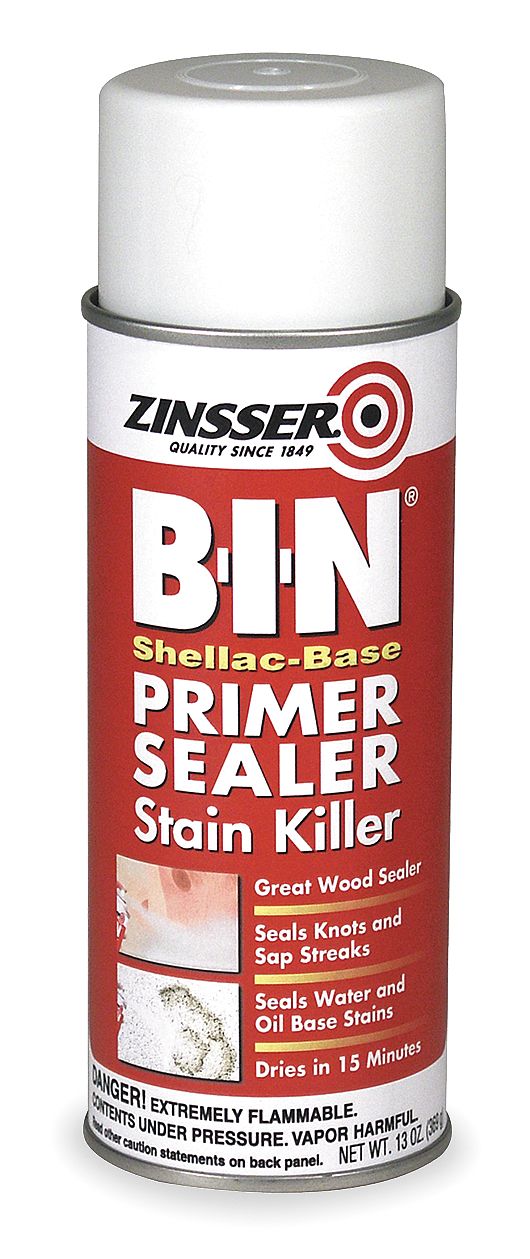 ZINSSER.
QUALITY SINCE 1849
B-I-N®
Shellac-Base
PRIMER
SEALER
Stain Killer
Great Wood Sealer
Seals Knots and
Sap Streaks
Seals Water and
Oil Base Stains
Dries in 15 Minutes
DANGER! EXTREMELY FLAMMABLE.
CONTENTS UNDER PRESSURE. VAPOR HARMFUL.
Read other caution statements on back panel. NET WT. 13 OZ. (369 g)